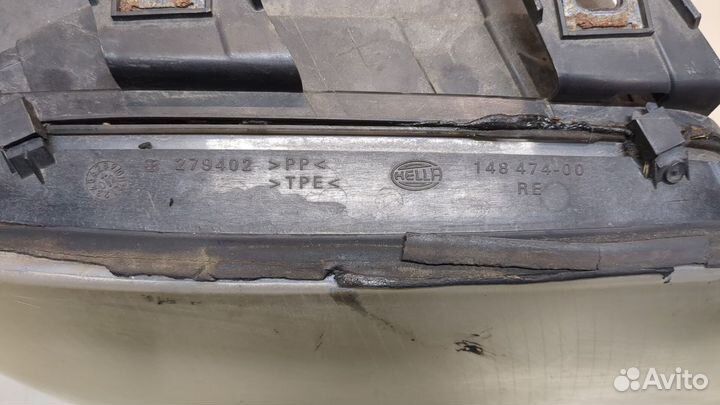 279402 >PP<
>TPE<
HELLA
148 474-00
RE
Avito